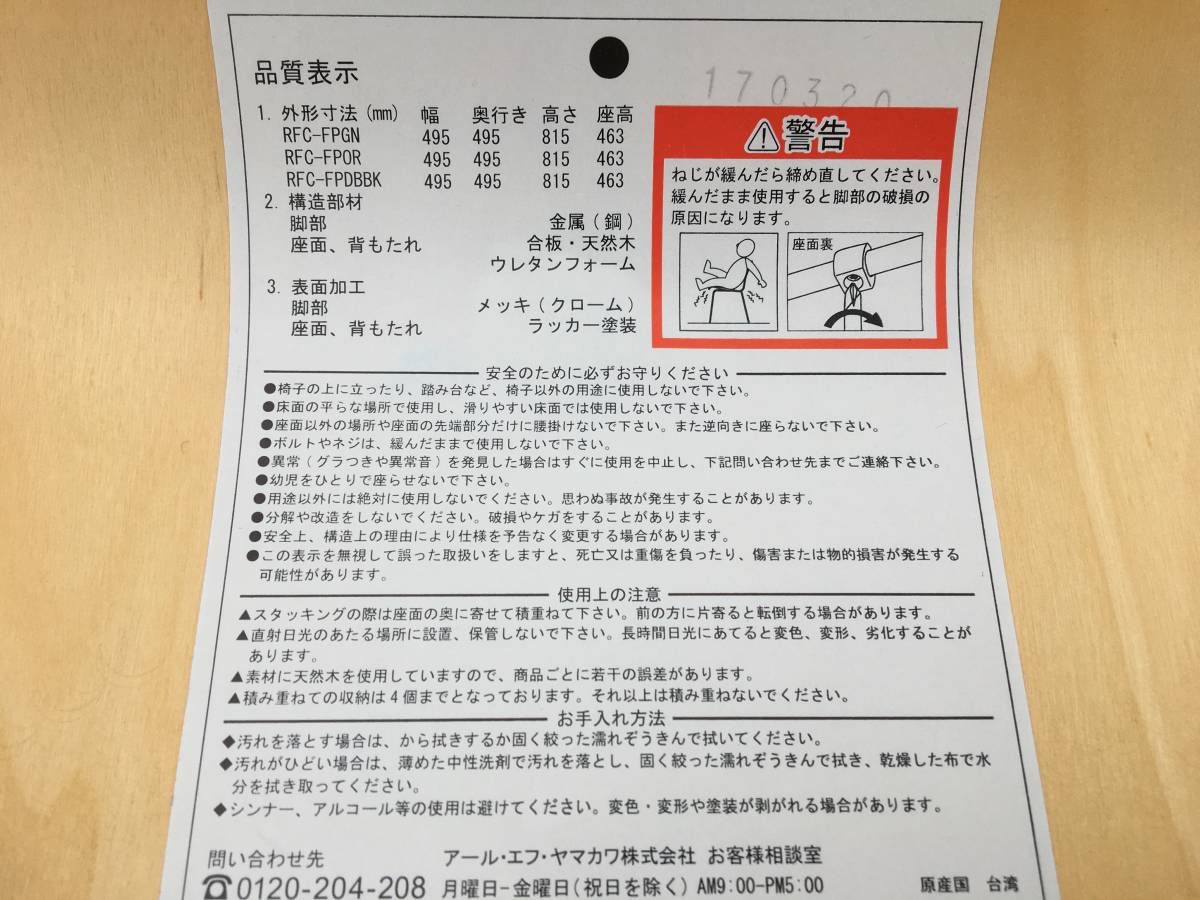 170320
品質表示
1. 外形寸法(mm) 幅 奥行き 高さ 座高
RFC-FPGN 495 495 815 463
RFC-FPOR 495 495 815 463
RFC-FPDBBK 495 495 815 463
2. 構造部材
脚部 金属(鋼)
座面、背もたれ 合板・天然木
ウレタンフォーム
3. 表面加工
脚部 メッキ(クローム)
座面、背もたれ ラッカー塗装
警告
ねじが緩んだら締め直してください。
緩んだまま使用すると脚部の破損の
原因になります。
座面裏
安全のために必ずお守りください
●椅子の上に立ったり、踏み台など、椅子以外の用途に使用しないで下さい。
●床面の平らな場所で使用し、滑りやすい床面では使用しないで下さい。
●座面以外の場所や座面の先端部分だけに腰掛けないで下さい。また逆向きに座らないで下さい。
●ボルトやネジは、緩んだままで使用しないで下さい。
●異常(グラつきや異常音)を発見した場合はすぐに使用を中止し、下記問い合わせ先までご連絡下さい。
●幼児をひとりで座らせないで下さい。
●用途以外には絶対に使用しないでください。思わぬ事故が発生することがあります。
●分解や改造をしないでください。破損やケガをすることがあります。
●安全上、構造上の理由により仕様を予告なく変更する場合があります。
●この表示を無視して誤った取扱いをしますと、死亡又は重傷を負ったり、傷害または物的損害が発生する
可能性があります。
使用上の注意
▲スタッキングの際は座面の奥に寄せて積重ねて下さい。前の方に片寄ると転倒する場合があります。
▲直射日光のあたる場所に設置、保管しないで下さい。長時間日光にあてると変色、変形、劣化することが
あります。
▲素材に天然木を使用していますので、商品ごとに若干の誤差があります。
▲積み重ねての収納は4個までとなっております。それ以上は積み重ねないでください。
お手入れ方法
◆汚れを落とす場合は、から拭きするか固く絞った濡れぞうきんで拭いてください。
◆汚れがひどい場合は、薄めた中性洗剤で汚れを落とし、固く絞った濡れぞうきんで拭き、乾燥した布で水
分を拭き取ってください。
◆シンナー、アルコール等の使用は避けてください。変色・変形や塗装が剥がれる場合があります。
問い合わせ先 アール・エフ・ヤマカワ株式会社 お客様相談室
☎0120-204-208 月曜日-金曜日(祝日を除く) AM9:00-PM5:00 原産国 台湾